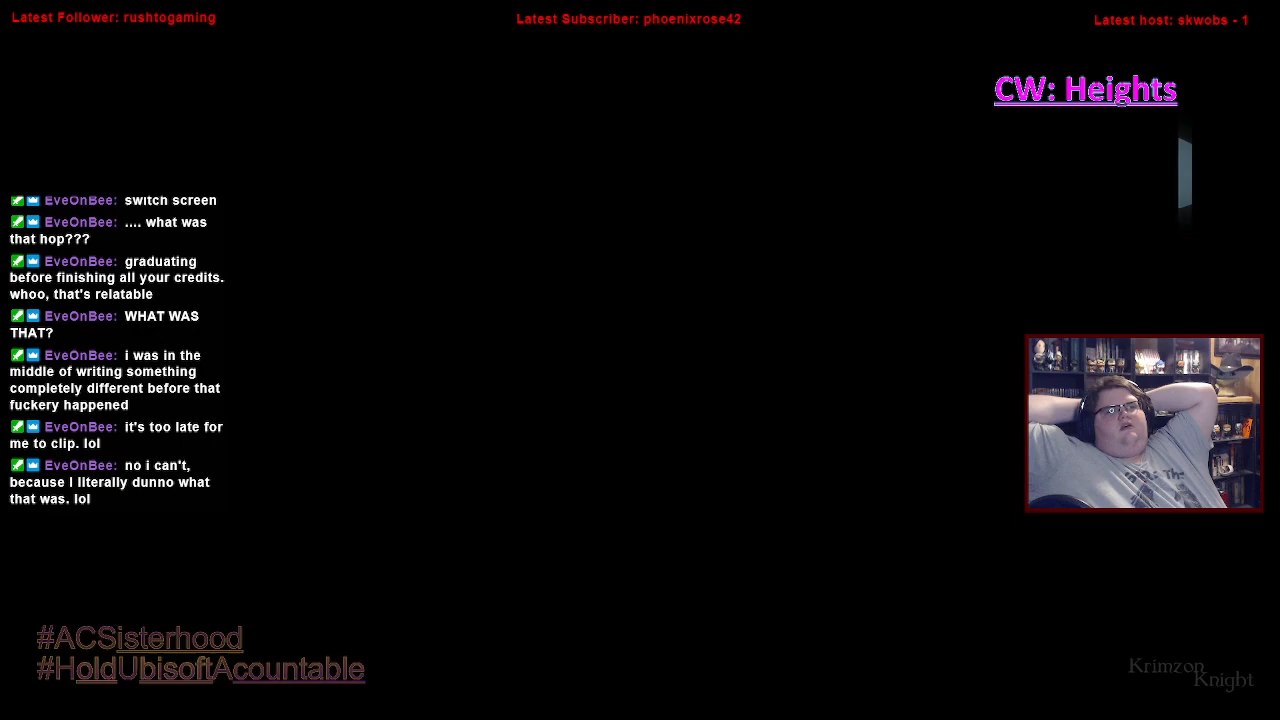 Latest Follower: rushtogaming
Latest Subscriber: phoenixrose42
Latest host: skwobs - 1
CW: Heights
EveOnBee: switch screen
EveOnBee: .... what was
that hop???
EveOnBee: graduating
before finishing all your credits.
whoo, that's relatable
EveOnBee: WHAT WAS
THAT?
EveOnBee: i was in the
middle of writing something
completely different before that
fuckery happened
EveOnBee: it's too late for
me to clip. lol
EveOnBee: no i can't,
because I literally dunno what
that was. lol
#ACSisterhood
#HoldUbisoftAcountable
Krimzon
Knight